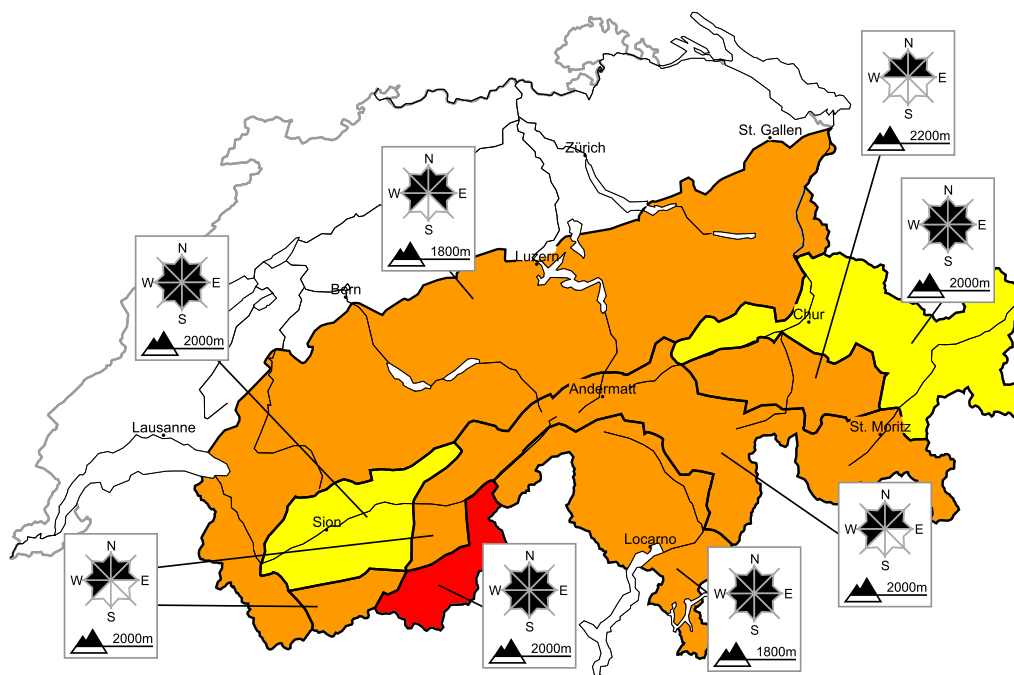 N
W E
S
2200m
St. Gallen
Zürich
N
W E
S
1800m
N
W E
S
2000m
N
W E
S
2000m
Luzern
Bern
Chur
Andermatt
Lausanne
St. Moritz
N
W E
S
2000m
Sion
Locarno
N
W E
S
2000m
N
W E
S
2000m
N
W E
S
1800m